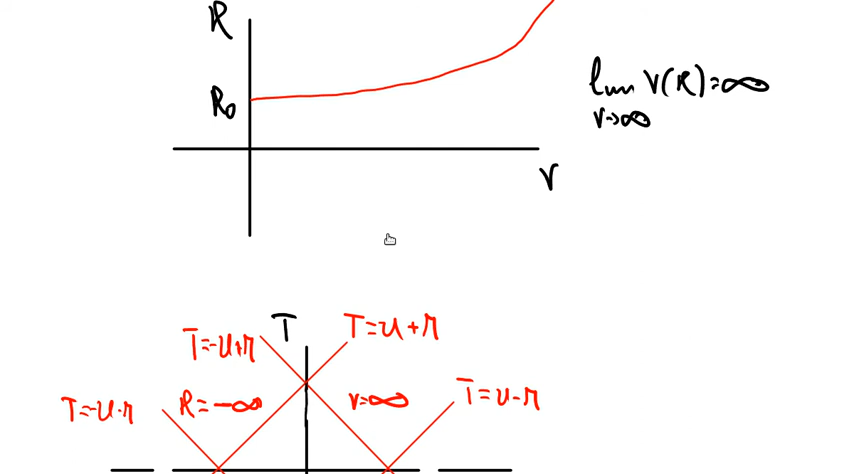 R
R₀
V
lim V(R)=∞
V→∞
T
T=-u+π
T=u+π
T=-u-π
R=-∞
V=∞
T=u-π